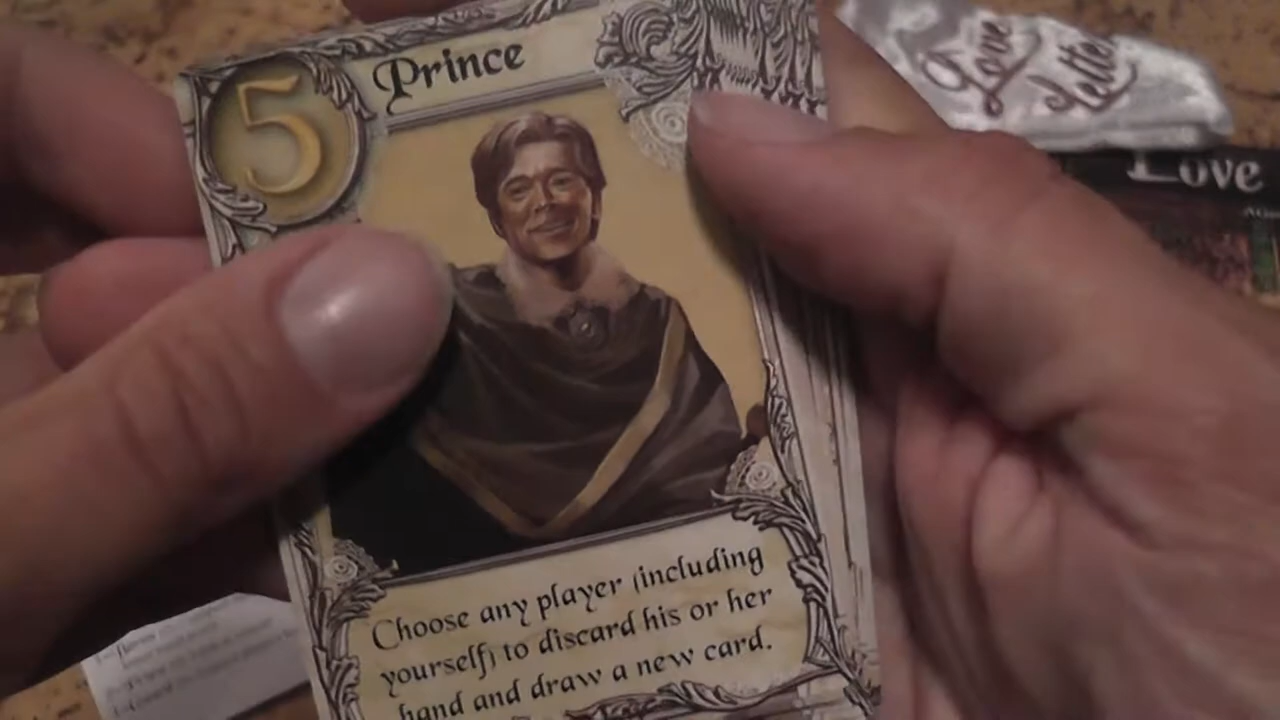 5
Prince
Love
Letter
Love
Choose any player (including
yourself) to discard his or her
hand and draw a new card.